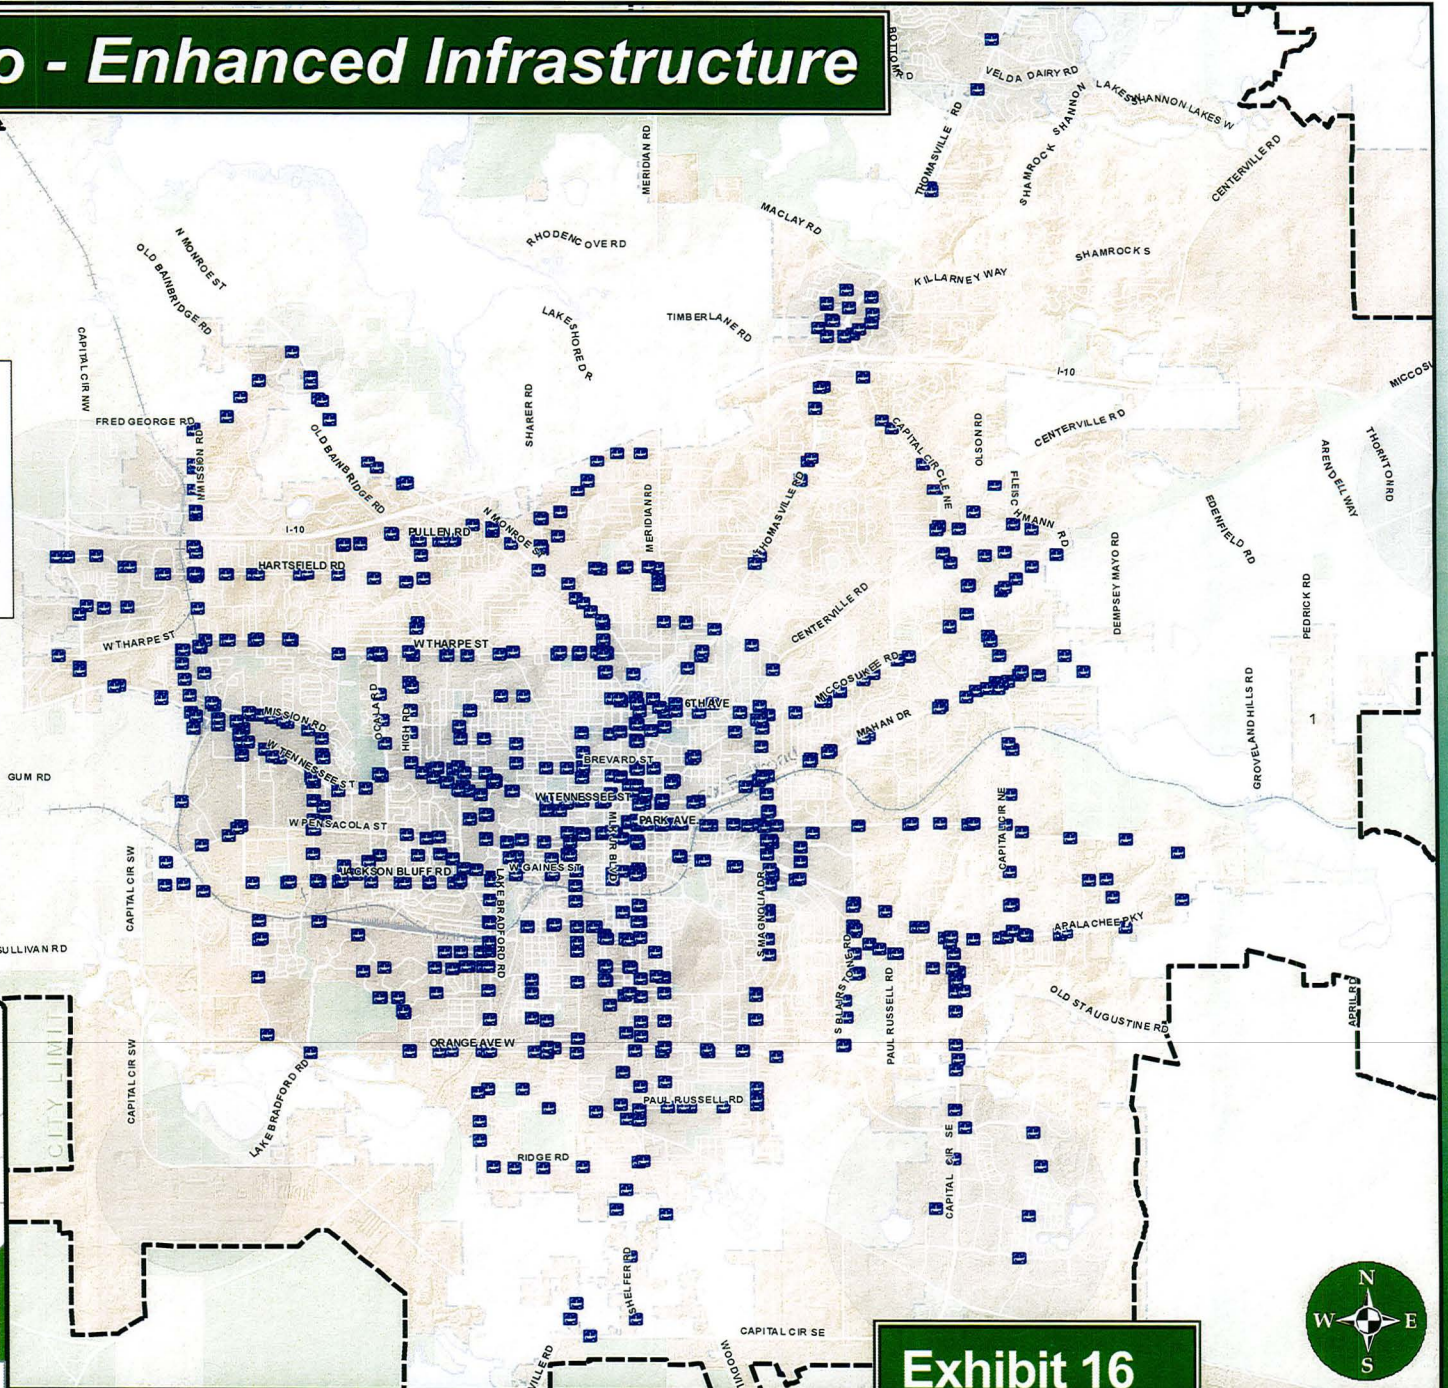 o - Enhanced Infrastructure
VELDA DAIRY RD
SHANNON LAKES W
THOMASVILLE RD
SHAMROCK SHANNON
CENTERVILLE RD
MERIDIAN RD
MACLAY RD
RHODEN COVE RD
N MONROE ST
OLD BAINBRIDGE RD
SHAMROCK S
KILLARNEY WAY
LAKESHORE DR
TIMBERLANE RD
CAPITAL CIR NW
I-10
MICCOSU
SHARER RD
FRED GEORGE RD
N MISSION RD
OLD BAINBRIDGE RD
CAPITAL CIRCLE NE
OLSON RD
CENTERVILLE RD
THORNTON RD
ARENDELL WAY
FLEISCHMANN RD
EDENFIELD RD
THOMASVILLE RD
MERIDIAN RD
N MONROE ST
I-10
PULLEN RD
HARTSFIELD RD
DEMPSEY MAYO RD
PEDRICK RD
CENTERVILLE RD
W THARPE ST
W THARPE ST
MICCOSUKEE RD
GROVELAND HILLS RD
OCALA RD
HIGH RD
6TH AVE
MAHAN DR
1
MISSION RD
W TENNESSEE ST
BREVARD ST
GUM RD
W TENNESSEE ST
CAPITAL CIR NE
W PENSACOLA ST
PARK AVE
CAPITAL CIR SW
JACKSON BLUFF RD
W GAINES ST
LAKE BRADFORD RD
S MAGNOLIA DR
APALACHEE PKY
SULLIVAN RD
S BLAIRSTONE RD
PAUL RUSSELL RD
OLD ST AUGUSTINE RD
APRIL RD
CITY LIMIT
CAPITAL CIR SW
ORANGE AVE W
LAKE BRADFORD RD
PAUL RUSSELL RD
RIDGE RD
CAPITAL CIR SE
SHELFER RD
CAPITAL CIR SE
VILLE RD
WOODVIL
N
W E
S
Exhibit 16